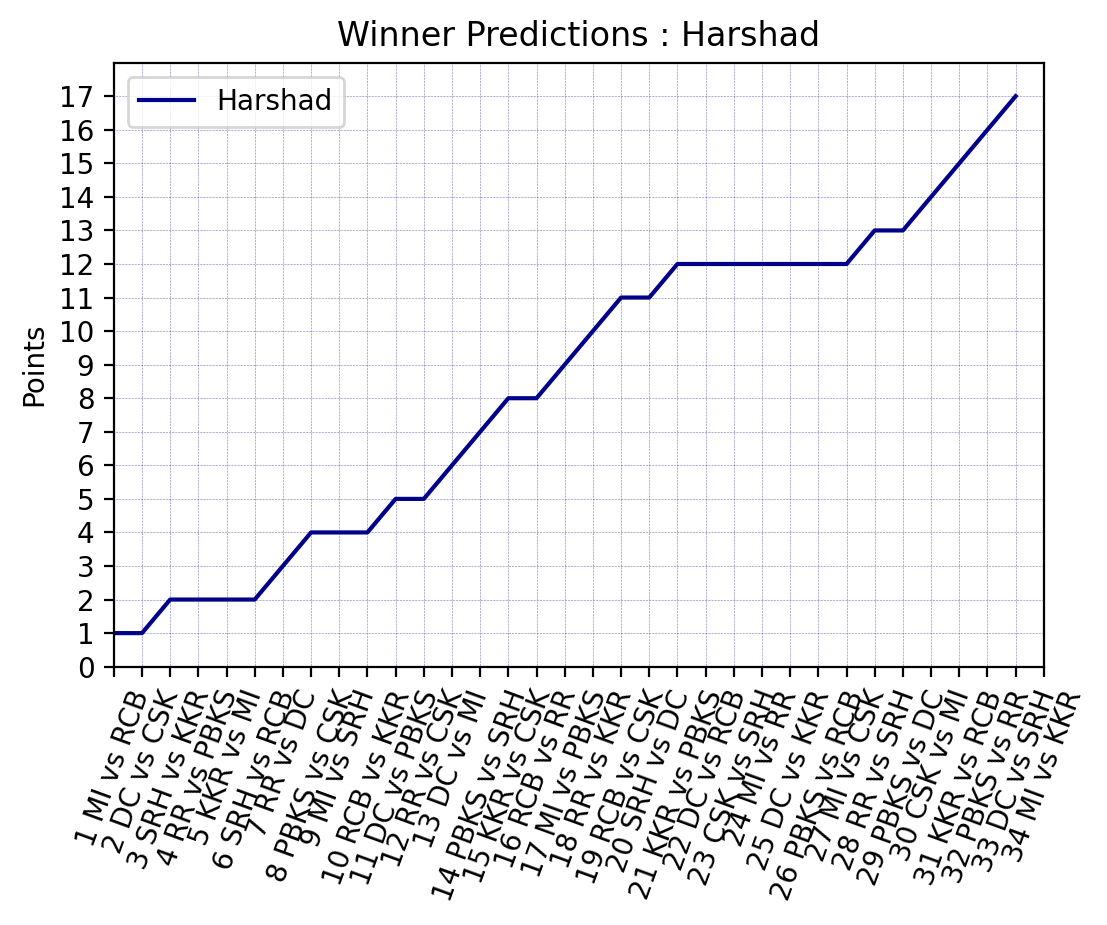 Winner Predictions : Harshad
Harshad
Points
17
16
15
14
13
12
11
10
9
8
7
6
5
4
3
2
1
0
1 MI vs RCB
2 DC vs CSK
3 SRH vs KKR
4 RR vs PBKS
5 KKR vs MI
6 SRH vs RCB
7 RR vs DC
8 PBKS vs CSK
9 MI vs SRH
10 RCB vs KKR
11 DC vs PBKS
12 RR vs CSK
13 DC vs MI
14 PBKS vs SRH
15 KKR vs CSK
16 RCB vs RR
17 MI vs PBKS
18 RR vs KKR
19 RCB vs CSK
20 SRH vs DC
21 KKR vs PBKS
22 DC vs RCB
23 CSK vs SRH
24 MI vs RR
25 DC vs KKR
26 PBKS vs RCB
27 MI vs CSK
28 RR vs SRH
29 PBKS vs DC
30 CSK vs MI
31 KKR vs RCB
32 PBKS vs RR
33 DC vs SRH
34 MI vs KKR